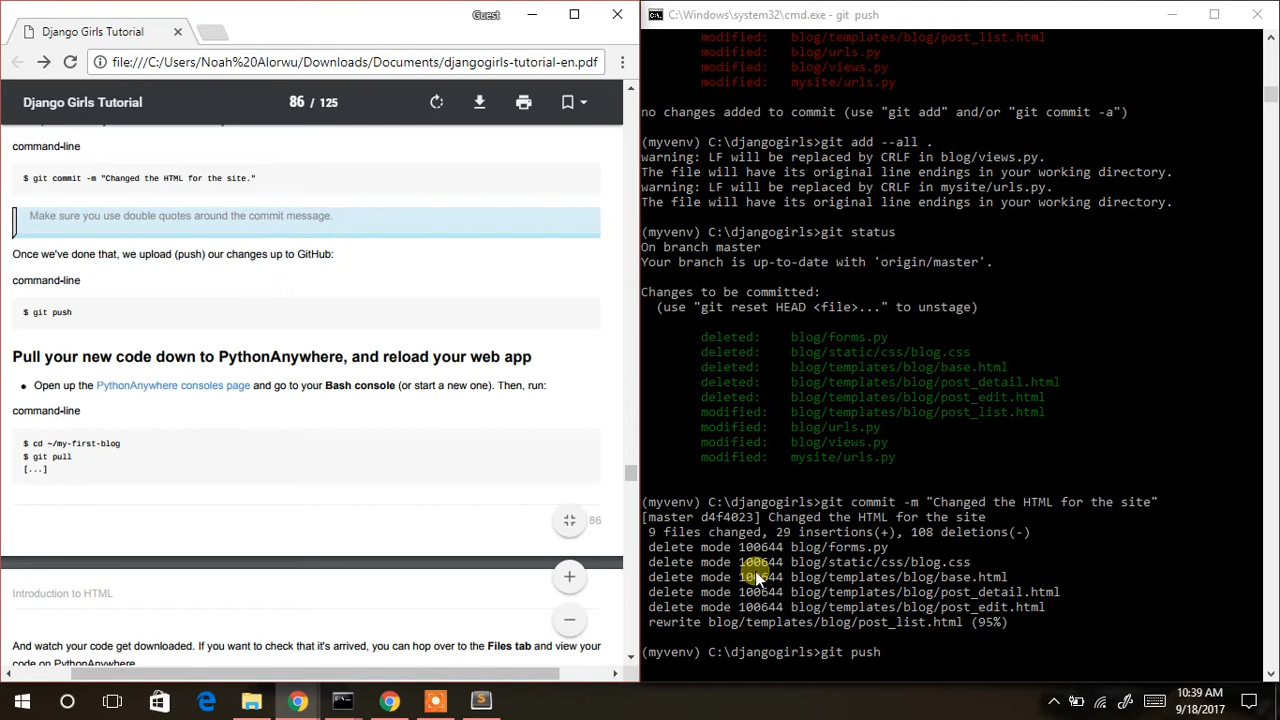 Guest
Django Girls Tutorial
file:///C:/Users/Noah%20Alorwu/Downloads/Documents/djangogirls-tutorial-en.pdf
Django Girls Tutorial
86 / 125
command-line
$ git commit -m "Changed the HTML for the site."
Make sure you use double quotes around the commit message.
Once we've done that, we upload (push) our changes up to GitHub:
command-line
$ git push
Pull your new code down to PythonAnywhere, and reload your web app
Open up the PythonAnywhere consoles page and go to your Bash console (or start a new one). Then, run:
command-line
$ cd ~/my-first-blog
$ git pull
[...]
86
Introduction to HTML
And watch your code get downloaded. If you want to check that it's arrived, you can hop over to the Files tab and view your
code on PythonAnywhere
C:\Windows\system32\cmd.exe - git push
modified: blog/templates/blog/post_list.html
modified: blog/urls.py
modified: blog/views.py
modified: mysite/urls.py
no changes added to commit (use "git add" and/or "git commit -a")
(myvenv) C:\djangogirls>git add --all .
warning: LF will be replaced by CRLF in blog/views.py.
The file will have its original line endings in your working directory.
warning: LF will be replaced by CRLF in mysite/urls.py.
The file will have its original line endings in your working directory.
(myvenv) C:\djangogirls>git status
On branch master
Your branch is up-to-date with 'origin/master'.
Changes to be committed:
(use "git reset HEAD <file>..." to unstage)
deleted: blog/forms.py
deleted: blog/static/css/blog.css
deleted: blog/templates/blog/base.html
deleted: blog/templates/blog/post_detail.html
deleted: blog/templates/blog/post_edit.html
modified: blog/templates/blog/post_list.html
modified: blog/urls.py
modified: blog/views.py
modified: mysite/urls.py
(myvenv) C:\djangogirls>git commit -m "Changed the HTML for the site"
[master d4f4023] Changed the HTML for the site
9 files changed, 29 insertions(+), 108 deletions(-)
delete mode 100644 blog/forms.py
delete mode 100644 blog/static/css/blog.css
delete mode 100644 blog/templates/blog/base.html
delete mode 100644 blog/templates/blog/post_detail.html
delete mode 100644 blog/templates/blog/post_edit.html
rewrite blog/templates/blog/post_list.html (95%)
(myvenv) C:\djangogirls>git push
10:39 AM
9/18/2017